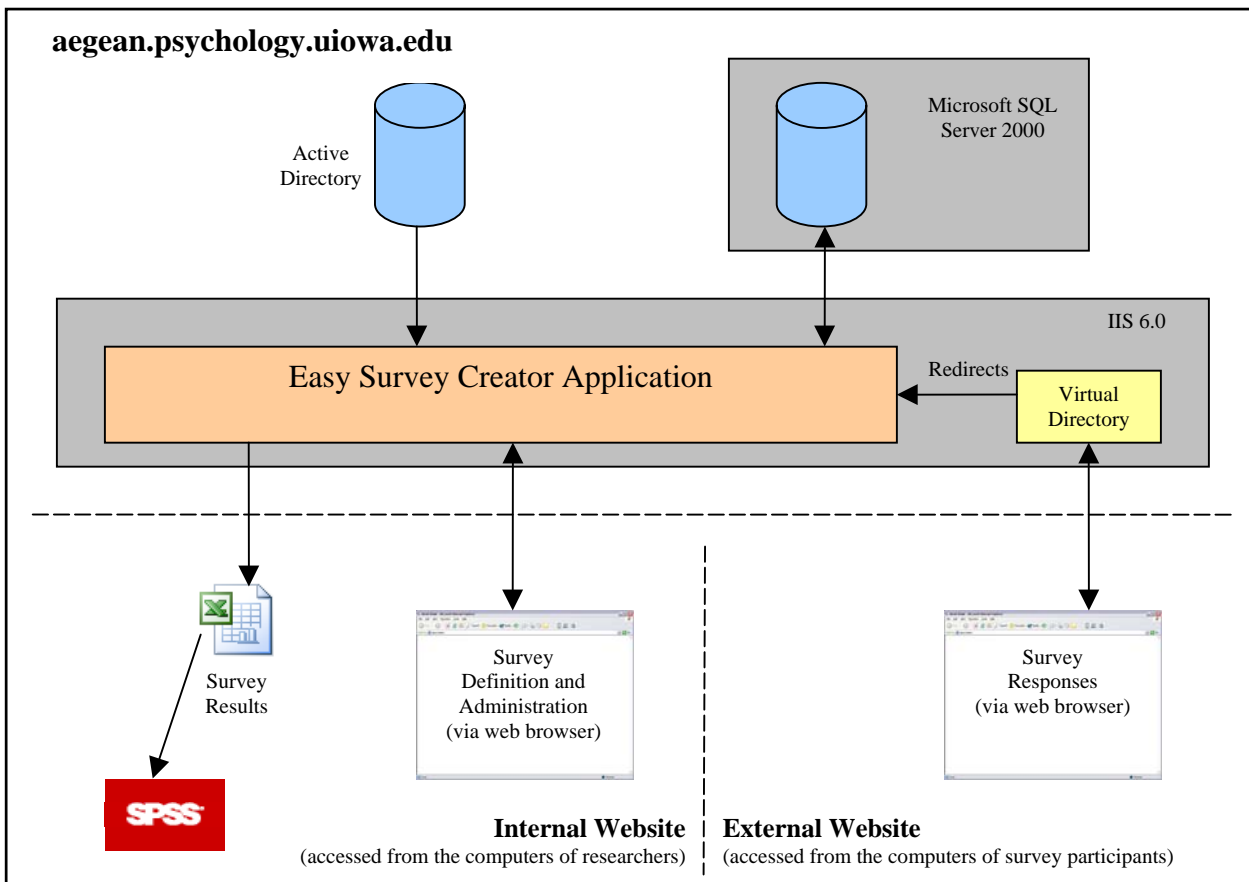 aegean.psychology.uiowa.edu
Active
Directory
Microsoft SQL
Server 2000
IIS 6.0
Easy Survey Creator Application
Redirects
Virtual
Directory
Survey
Results
Survey
Definition and
Administration
(via web browser)
Survey
Responses
(via web browser)
SPSS
Internal Website
(accessed from the computers of researchers)
External Website
(accessed from the computers of survey participants)